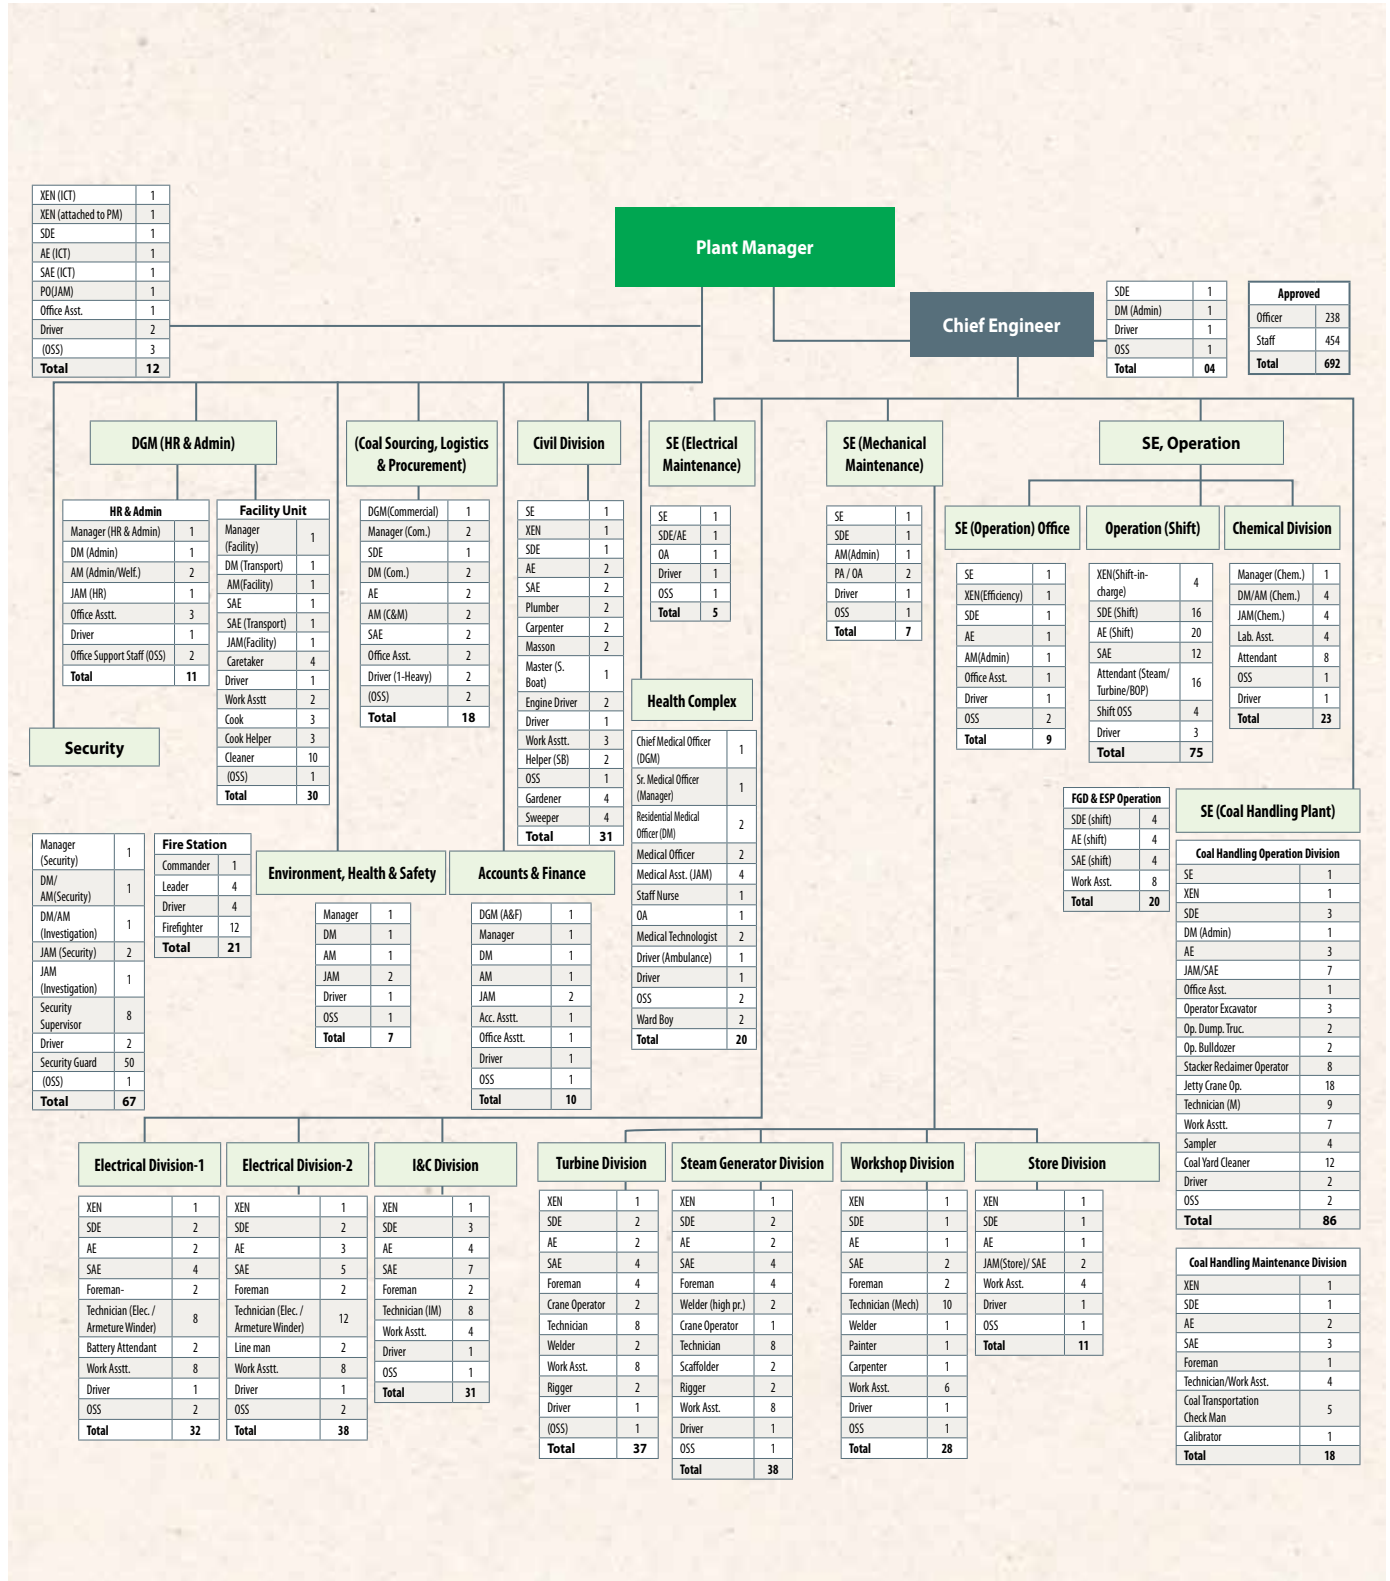 XEN (ICT) 1
XEN (attached to PM) 1
SDE 1
AE (ICT) 1
SAE (ICT) 1
PO(JAM) 1
Office Asst. 1
Driver 2
(OSS) 3
Total 12
Plant Manager
Chief Engineer
SDE 1
DM (Admin) 1
Driver 1
OSS 1
Total 04
Approved
Officer 238
Staff 454
Total 692
DGM (HR & Admin)
HR & Admin
Manager (HR & Admin) 1
DM (Admin) 1
AM (Admin/Welf.) 2
JAM (HR) 1
Office Asstt. 3
Driver 1
Office Support Staff (OSS) 2
Total 11
Facility Unit
Manager
(Facility) 1
DM (Transport) 1
AM(Facility) 1
SAE 1
SAE (Transport) 1
JAM(Facility) 1
Caretaker 4
Driver 1
Work Asstt 2
Cook 3
Cook Helper 3
Cleaner 10
(OSS) 1
Total 30
(Coal Sourcing, Logistics
& Procurement)
DGM(Commercial) 1
Manager (Com.) 2
SDE 1
DM (Com.) 2
AE 2
AM (C&M) 2
SAE 2
Office Asst. 2
Driver (1-Heavy) 2
(OSS) 2
Total 18
Civil Division
SE 1
XEN 1
SDE 1
AE 2
SAE 2
Plumber 2
Carpenter 2
Masson 2
Master (S.
Boat) 1
Engine Driver 2
Driver 1
Work Asstt. 3
Helper (SB) 2
OSS 1
Gardener 4
Sweeper 4
Total 31
SE (Electrical
Maintenance)
SE 1
SDE/AE 1
OA 1
Driver 1
OSS 1
Total 5
SE (Mechanical
Maintenance)
SE 1
SDE 1
AM(Admin) 1
PA / OA 2
Driver 1
OSS 1
Total 7
SE, Operation
SE (Operation) Office
SE 1
XEN(Efficiency) 1
SDE 1
AE 1
AM(Admin) 1
Office Asst. 1
Driver 1
OSS 2
Total 9
Operation (Shift)
XEN(Shift-in-
charge) 4
SDE (Shift) 16
AE (Shift) 20
SAE 12
Attendant (Steam/
Turbine/BOP) 16
Shift OSS 4
Driver 3
Total 75
Chemical Division
Manager (Chem.) 1
DM/AM (Chem.) 4
JAM(Chem.) 4
Lab. Asst. 4
Attendant 8
OSS 1
Driver 1
Total 23
Security
Manager
(Security) 1
DM/
AM(Security) 1
DM/AM
(Investigation) 1
JAM (Security) 2
JAM
(Investigation) 1
Security
Supervisor 8
Driver 2
Security Guard 50
(OSS) 1
Total 67
Fire Station
Commander 1
Leader 4
Driver 4
Firefighter 12
Total 21
Environment, Health & Safety
Manager 1
DM 1
AM 1
JAM 2
Driver 1
OSS 1
Total 7
Accounts & Finance
DGM (A&F) 1
Manager 1
DM 1
AM 1
JAM 2
Acc. Asstt. 1
Office Asstt. 1
Driver 1
OSS 1
Total 10
Health Complex
Chief Medical Officer
(DGM) 1
Sr. Medical Officer
(Manager) 1
Residential Medical
Officer (DM) 2
Medical Officer 2
Medical Asst. (JAM) 4
Staff Nurse 1
OA 1
Medical Technologist 2
Driver (Ambulance) 1
Driver 1
OSS 2
Ward Boy 2
Total 20
FGD & ESP Operation
SDE (shift) 4
AE (shift) 4
SAE (shift) 4
Work Asst. 8
Total 20
SE (Coal Handling Plant)
Coal Handling Operation Division
SE 1
XEN 1
SDE 3
DM (Admin) 1
AE 3
JAM/SAE 7
Office Asst. 1
Operator Excavator 3
Op. Dump. Truc. 2
Op. Bulldozer 2
Stacker Reclaimer Operator 8
Jetty Crane Op. 18
Technician (M) 9
Work Asstt. 7
Sampler 4
Coal Yard Cleaner 12
Driver 2
OSS 2
Total 86
Coal Handling Maintenance Division
XEN 1
SDE 1
AE 2
SAE 3
Foreman 1
Technician/Work Asst. 4
Coal Transportation
Check Man 5
Calibrator 1
Total 18
Electrical Division-1
XEN 1
SDE 2
AE 2
SAE 4
Foreman- 2
Technician (Elec. /
Armeture Winder) 8
Battery Attendant 2
Work Asstt. 8
Driver 1
OSS 2
Total 32
Electrical Division-2
XEN 1
SDE 2
AE 3
SAE 5
Foreman 2
Technician (Elec. /
Armeture Winder) 12
Line man 2
Work Asstt. 8
Driver 1
OSS 2
Total 38
I&C Division
XEN 1
SDE 3
AE 4
SAE 7
Foreman 2
Technician (IM) 8
Work Asstt. 4
Driver 1
OSS 1
Total 31
Turbine Division
XEN 1
SDE 2
AE 2
SAE 4
Foreman 4
Crane Operator 2
Technician 8
Welder 2
Work Asst. 8
Rigger 2
Driver 1
(OSS) 1
Total 37
Steam Generator Division
XEN 1
SDE 2
AE 2
SAE 4
Foreman 4
Welder (high pr.) 2
Crane Operator 1
Technician 8
Scaffolder 2
Rigger 2
Work Asst. 8
Driver 1
OSS 1
Total 38
Workshop Division
XEN 1
SDE 1
AE 1
SAE 2
Foreman 2
Technician (Mech) 10
Welder 1
Painter 1
Carpenter 1
Work Asst. 6
Driver 1
OSS 1
Total 28
Store Division
XEN 1
SDE 1
AE 1
JAM(Store)/ SAE 2
Work Asst. 4
Driver 1
OSS 1
Total 11